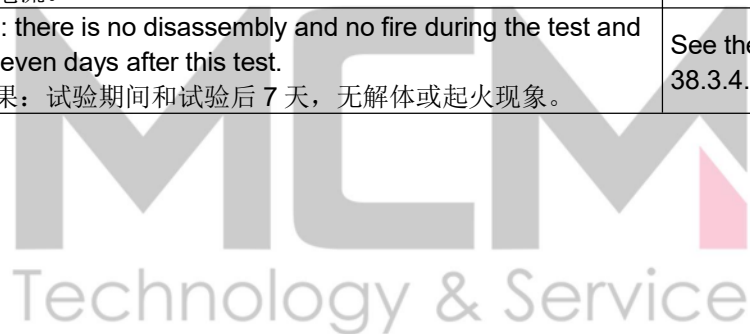 : there is no disassembly and no fire during the test and
even days after this test.
果：试验期间和试验后 7 天，无解体或起火现象。
See the
38.3.4.
MCM
Technology & Service